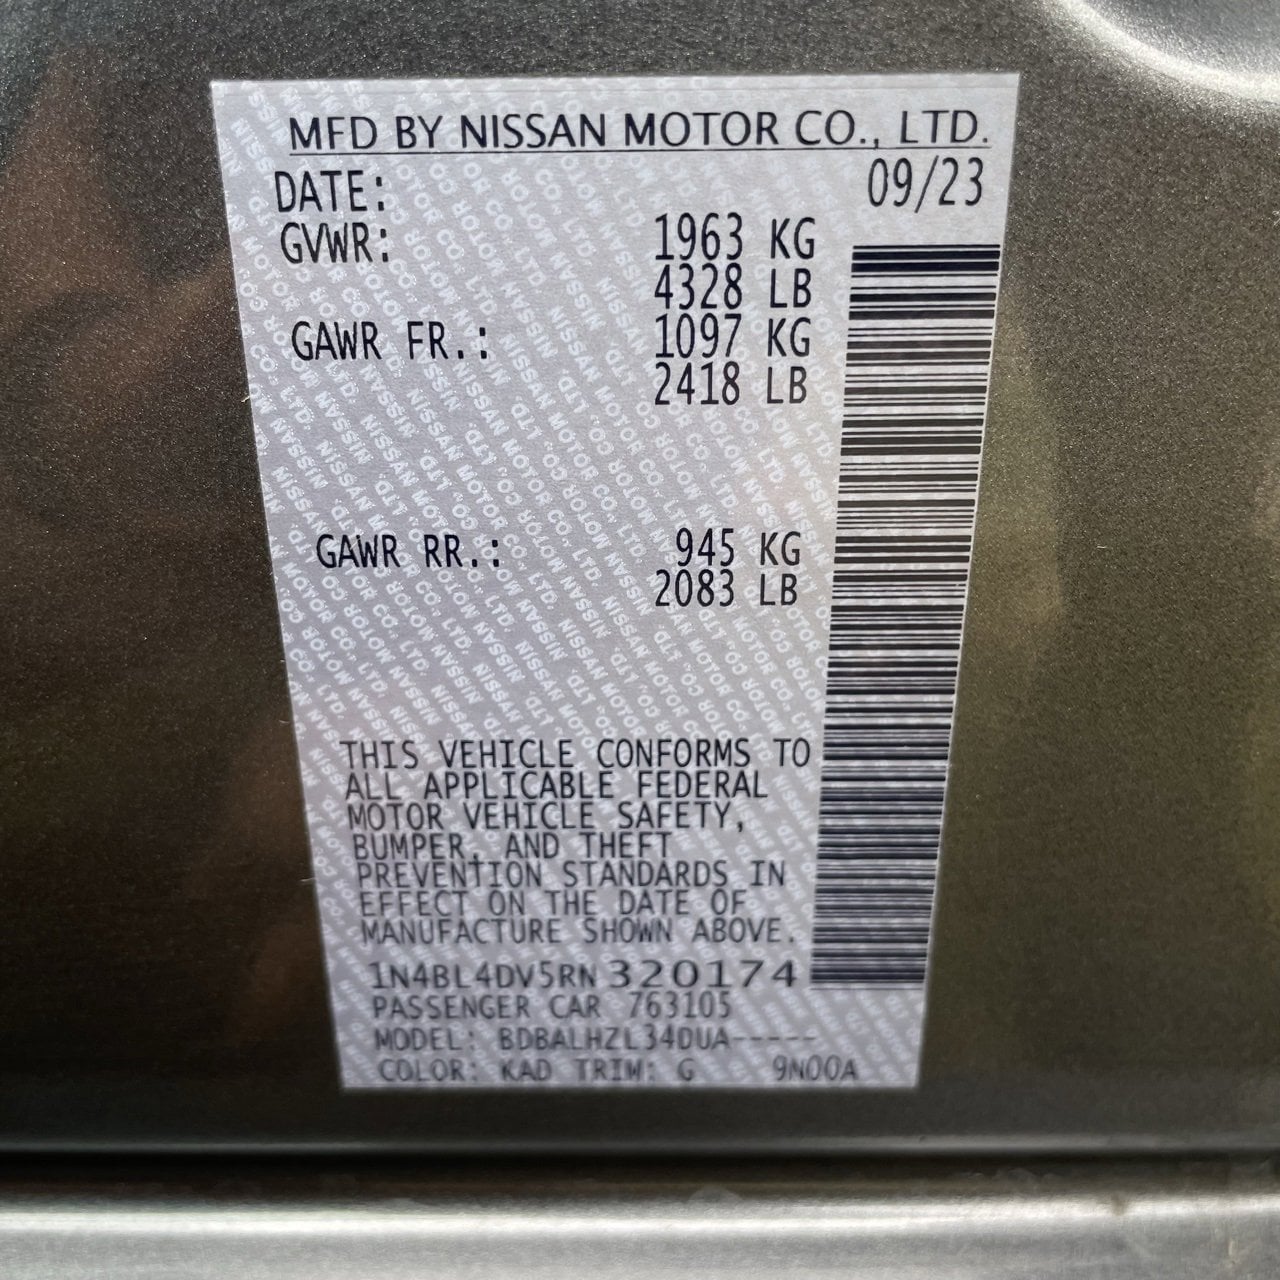 MFD BY NISSAN MOTOR CO., LTD.
DATE: 09/23
GVWR: 1963 KG
4328 LB
GAWR FR.: 1097 KG
2418 LB
GAWR RR.: 945 KG
2083 LB
THIS VEHICLE CONFORMS TO
ALL APPLICABLE FEDERAL
MOTOR VEHICLE SAFETY,
BUMPER, AND THEFT
PREVENTION STANDARDS IN
EFFECT ON THE DATE OF
MANUFACTURE SHOWN ABOVE.
1N4BL4DV5RN320174
PASSENGER CAR 763105
MODEL: BDBALHZL34DUA-----
COLOR: KAD TRIM: G 9N00A